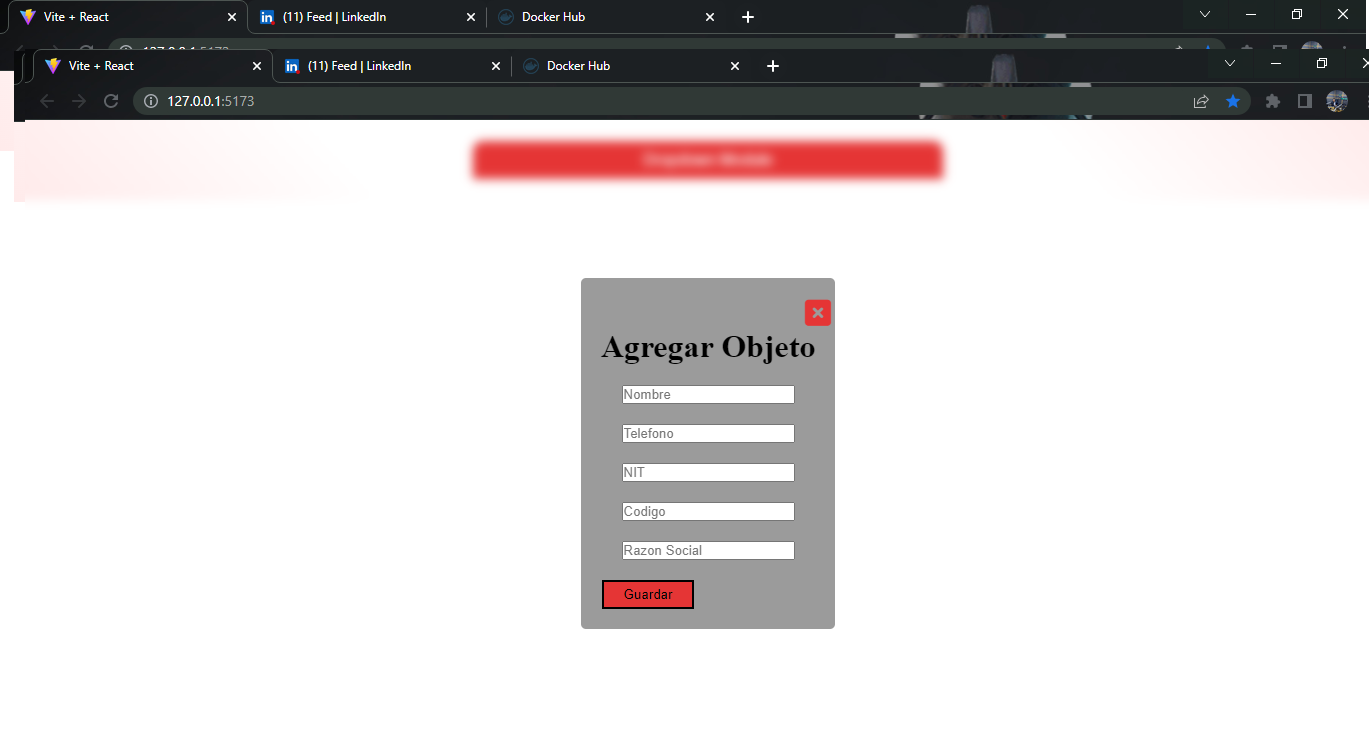 Vite + React
(11) Feed | LinkedIn
Docker Hub
Vite + React
in
(11) Feed | LinkedIn
Docker Hub
127.0.0.1:5173
Agregar Objeto
Nombre
Telefono
NIT
Codigo
Razon Social
Guardar